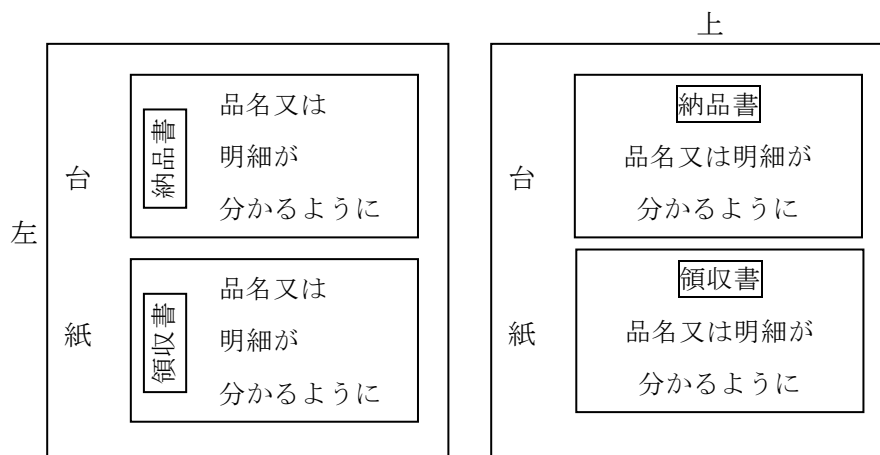 上
左
台
紙
納品書
品名又は
明細が
分かるように
領収書
品名又は
明細が
分かるように
台
紙
納品書
品名又は明細が
分かるように
領収書
品名又は明細が
分かるように